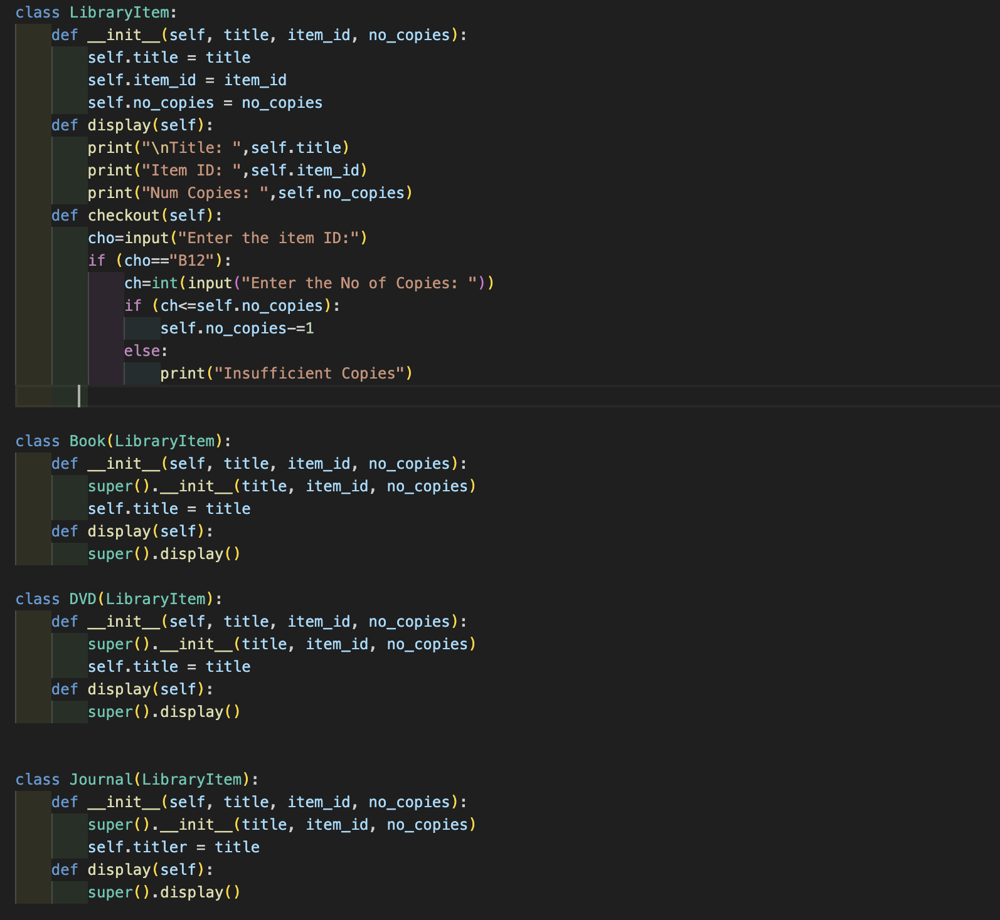 class LibraryItem:
    def __init__(self, title, item_id, no_copies):
        self.title = title
        self.item_id = item_id
        self.no_copies = no_copies
    def display(self):
        print("\nTitle: ",self.title)
        print("Item ID: ",self.item_id)
        print("Num Copies: ",self.no_copies)
    def checkout(self):
        cho=input("Enter the item ID:")
        if (cho=="B12"):
            ch=int(input("Enter the No of Copies: "))
            if (ch<=self.no_copies):
                self.no_copies-=1
            else:
                print("Insufficient Copies")
class Book(LibraryItem):
    def __init__(self, title, item_id, no_copies):
        super().__init__(title, item_id, no_copies)
        self.title = title
    def display(self):
        super().display()
class DVD(LibraryItem):
    def __init__(self, title, item_id, no_copies):
        super().__init__(title, item_id, no_copies)
        self.title = title
    def display(self):
        super().display()
class Journal(LibraryItem):
    def __init__(self, title, item_id, no_copies):
        super().__init__(title, item_id, no_copies)
        self.titler = title
    def display(self):
        super().display()